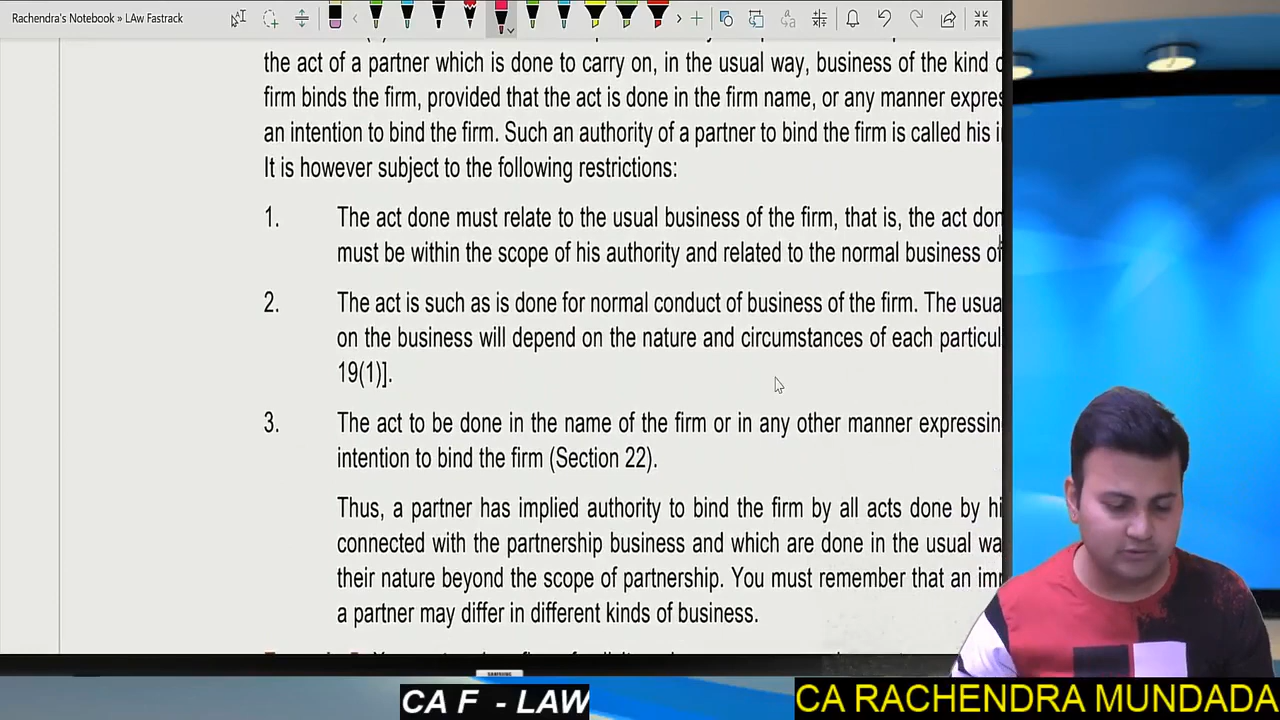 Rachendra's Notebook » LAw Fastrack
the act of a partner which is done to carry on, in the usual way, business of the kind
firm binds the firm, provided that the act is done in the firm name, or any manner expres
an intention to bind the firm. Such an authority of a partner to bind the firm is called his i
It is however subject to the following restrictions:
1. The act done must relate to the usual business of the firm, that is, the act don
must be within the scope of his authority and related to the normal business of
2. The act is such as is done for normal conduct of business of the firm. The usua
on the business will depend on the nature and circumstances of each particul
19(1)].
3. The act to be done in the name of the firm or in any other manner expressin
intention to bind the firm (Section 22).
Thus, a partner has implied authority to bind the firm by all acts done by hi
connected with the partnership business and which are done in the usual wa
their nature beyond the scope of partnership. You must remember that an im
a partner may differ in different kinds of business.
SAMSUNG
CA F - LAW
CA RACHENDRA MUNDADA